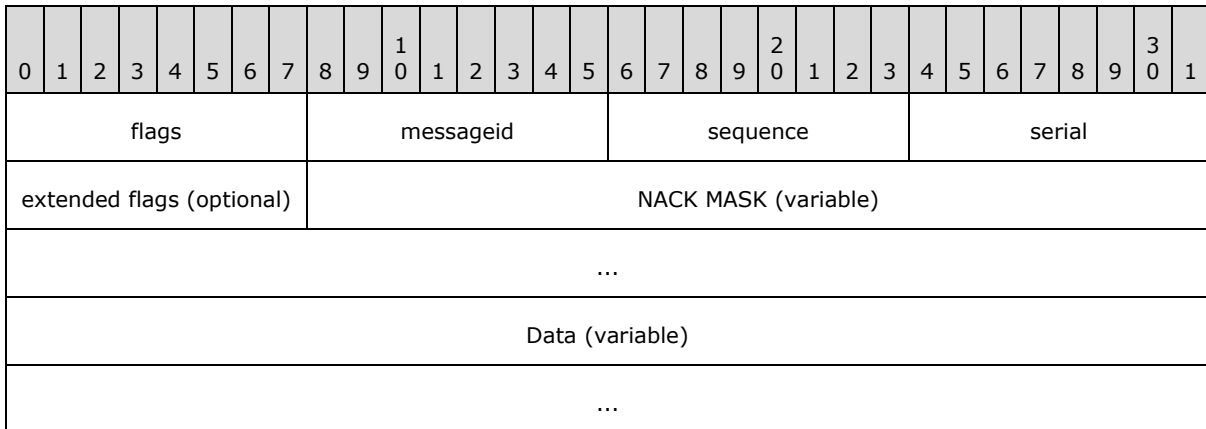 0 1 2 3 4 5 6 7 8 9 1 0 1 2 3 4 5 6 7 8 9 2 0 1 2 3 4 5 6 7 8 9 3 0 1
flags messageid sequence serial
extended flags (optional) NACK MASK (variable)
...
Data (variable)
...